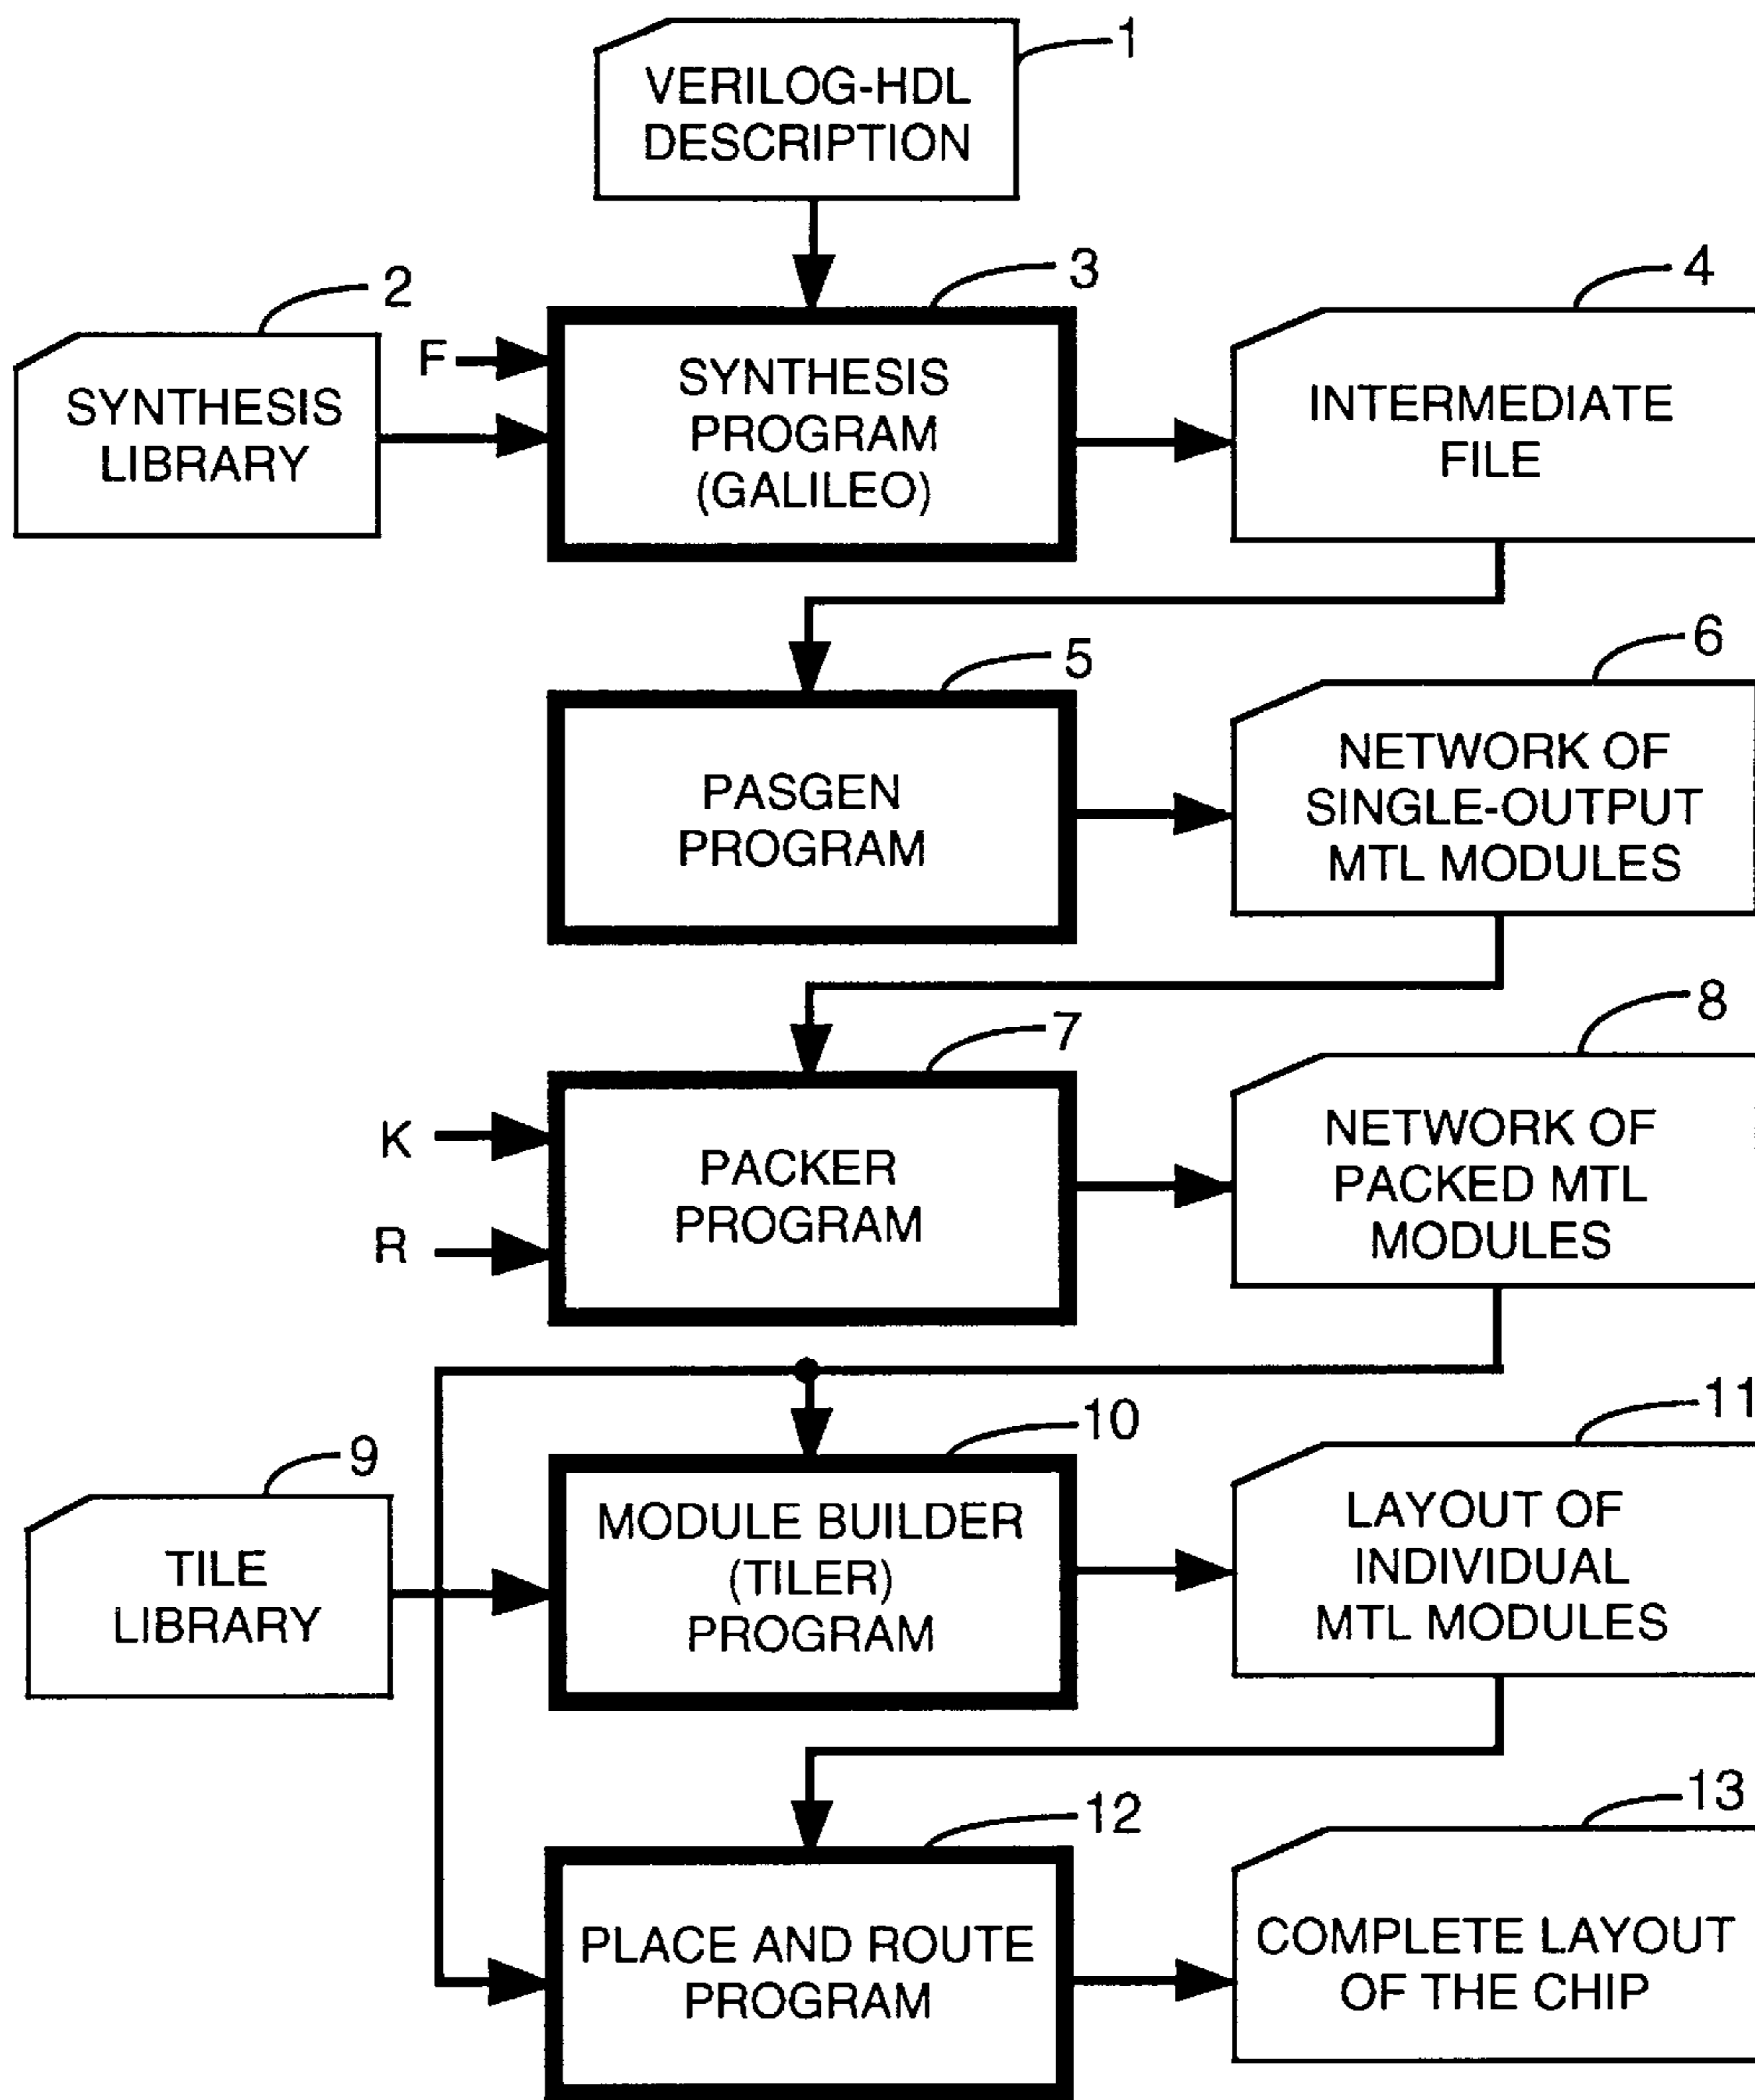 1
VERILOG-HDL
DESCRIPTION
2
SYNTHESIS
LIBRARY
F
3
SYNTHESIS
PROGRAM
(GALILEO)
4
INTERMEDIATE
FILE
5
PASGEN
PROGRAM
6
NETWORK OF
SINGLE-OUTPUT
MTL MODULES
7
K
R
PACKER
PROGRAM
8
NETWORK OF
PACKED MTL
MODULES
9
TILE
LIBRARY
10
MODULE BUILDER
(TILER)
PROGRAM
11
LAYOUT OF
INDIVIDUAL
MTL MODULES
12
PLACE AND ROUTE
PROGRAM
13
COMPLETE LAYOUT
OF THE CHIP